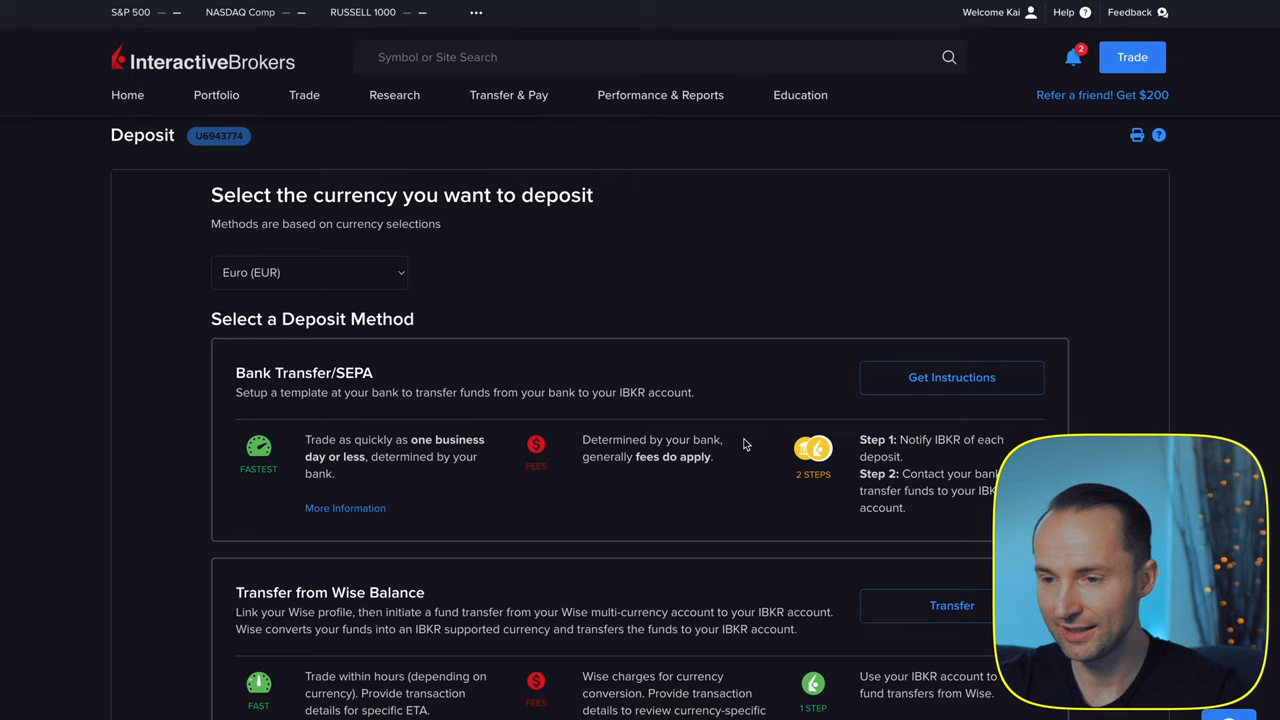 S&P 500 — — NASDAQ Comp — — RUSSELL 1000 — — ••• Welcome Kai Help ? Feedback
InteractiveBrokers Symbol or Site Search 2 Trade
Home Portfolio Trade Research Transfer & Pay Performance & Reports Education Refer a friend! Get $200
Deposit U6943774 ?
Select the currency you want to deposit
Methods are based on currency selections
Euro (EUR)
Select a Deposit Method
Bank Transfer/SEPA
Setup a template at your bank to transfer funds from your bank to your IBKR account.
Get Instructions
Trade as quickly as one business
day or less, determined by your
bank.
FASTEST
More Information
Determined by your bank,
generally fees do apply.
FEES
2 STEPS
Step 1: Notify IBKR of each
deposit.
Step 2: Contact your bank
transfer funds to your IBK
account.
Transfer from Wise Balance
Link your Wise profile, then initiate a fund transfer from your Wise multi-currency account to your IBKR account.
Wise converts your funds into an IBKR supported currency and transfers the funds to your IBKR account.
Transfer
Trade within hours (depending on
currency). Provide transaction
details for specific ETA.
FAST
Wise charges for currency
conversion. Provide transaction
details to review currency-specific
FEES
1 STEP
Use your IBKR account to
fund transfers from Wise.